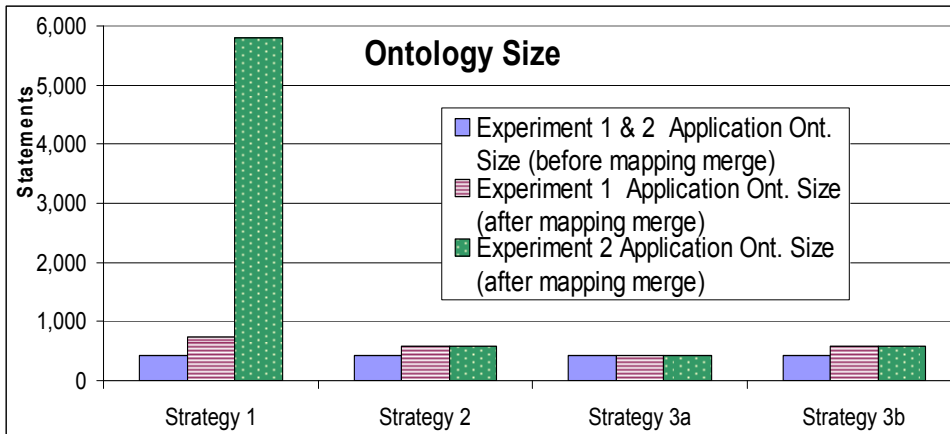 Ontology Size
Statements
6,000
5,000
4,000
3,000
2,000
1,000
0
Experiment 1 & 2 Application Ont.
Size (before mapping merge)
Experiment 1 Application Ont. Size
(after mapping merge)
Experiment 2 Application Ont. Size
(after mapping merge)
Strategy 1 Strategy 2 Strategy 3a Strategy 3b